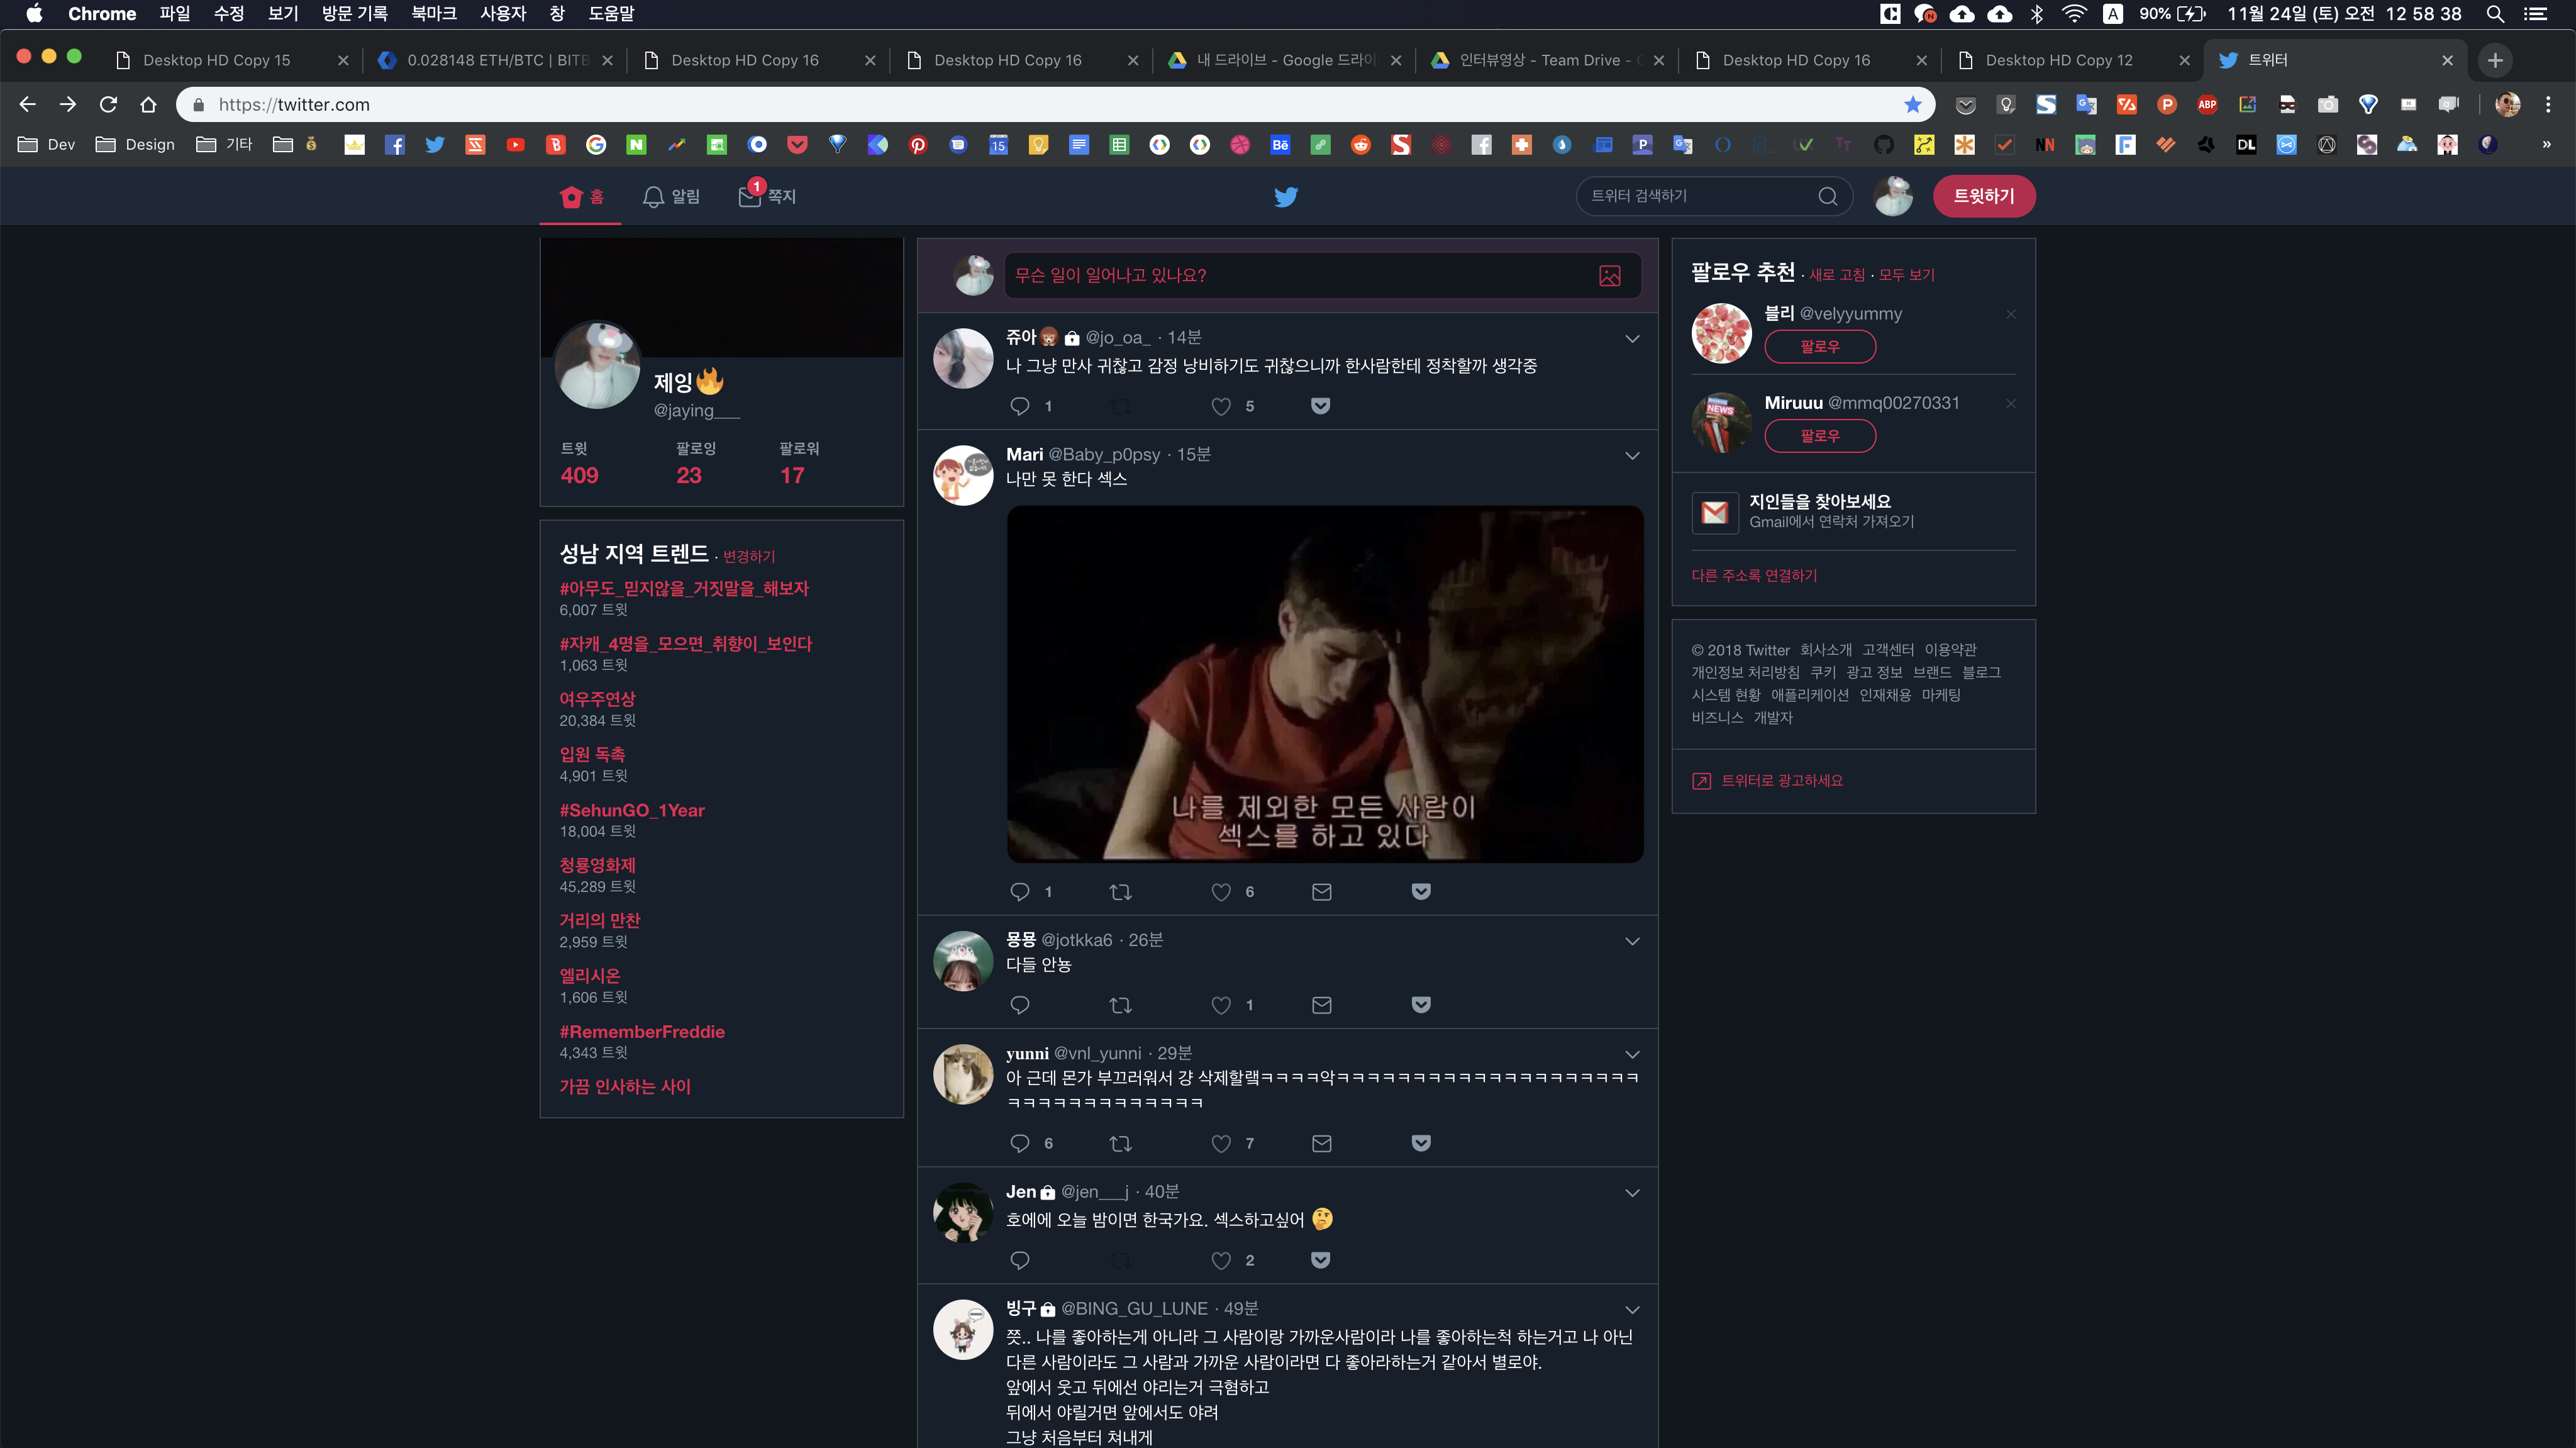 Chrome 파일 수정 보기 방문 기록 북마크 사용자 창 도움말
90% 11월 24일 (토) 오전 12 58 38
Desktop HD Copy 15
0.028148 ETH/BTC | BITB
Desktop HD Copy 16
Desktop HD Copy 16
내 드라이브 - Google 드라이
인터뷰영상 - Team Drive -
Desktop HD Copy 16
Desktop HD Copy 12
트위터
https://twitter.com
Dev Design 기타
홈 알림 1 쪽지
트위터 검색하기
트윗하기
제잉🔥
@jaying___
트윗 팔로잉 팔로워
409 23 17
성남 지역 트렌드 · 변경하기
#아무도_믿지않을_거짓말을_해보자
6,007 트윗
#자캐_4명을_모으면_취향이_보인다
1,063 트윗
여우주연상
20,384 트윗
입원 독촉
4,901 트윗
#SehunGO_1Year
18,004 트윗
청룡영화제
45,289 트윗
거리의 만찬
2,959 트윗
엘리시온
1,606 트윗
#RememberFreddie
4,343 트윗
가끔 인사하는 사이
무슨 일이 일어나고 있나요?
쥬아 @jo_oa_ · 14분
나 그냥 만사 귀찮고 감정 낭비하기도 귀찮으니까 한사람한테 정착할까 생각중
1 5
Mari @Baby_p0psy · 15분
나만 못 한다 섹스
나를 제외한 모든 사람이
섹스를 하고 있다
1 6
묭묭 @jotkka6 · 26분
다들 안뇽
1
yunni @vnl_yunni · 29분
아 근데 몬가 부끄러워서 걍 삭제할랰ㅋㅋㅋㅋ악ㅋㅋㅋㅋㅋㅋㅋㅋㅋㅋㅋㅋㅋㅋㅋㅋㅋㅋㅋㅋ
ㅋㅋㅋㅋㅋㅋㅋㅋㅋㅋㅋㅋㅋ
6 7
Jen @jen___j · 40분
호에에 오늘 밤이면 한국가요. 섹스하고싶어 🤔
2
빙구 @BING_GU_LUNE · 49분
쯧.. 나를 좋아하는게 아니라 그 사람이랑 가까운사람이라 나를 좋아하는척 하는거고 나 아닌
다른 사람이라도 그 사람과 가까운 사람이라면 다 좋아라하는거 같아서 별로야.
앞에서 웃고 뒤에선 야리는거 극혐하고
뒤에서 야릴거면 앞에서도 야려
그냥 처음부터 쳐내게
팔로우 추천 · 새로 고침 · 모두 보기
블리 @velyyummy
팔로우
Miruuu @mmq00270331
팔로우
지인들을 찾아보세요
Gmail에서 연락처 가져오기
다른 주소록 연결하기
© 2018 Twitter 회사소개 고객센터 이용약관
개인정보 처리방침 쿠키 광고 정보 브랜드 블로그
시스템 현황 애플리케이션 인재채용 마케팅
비즈니스 개발자
트위터로 광고하세요